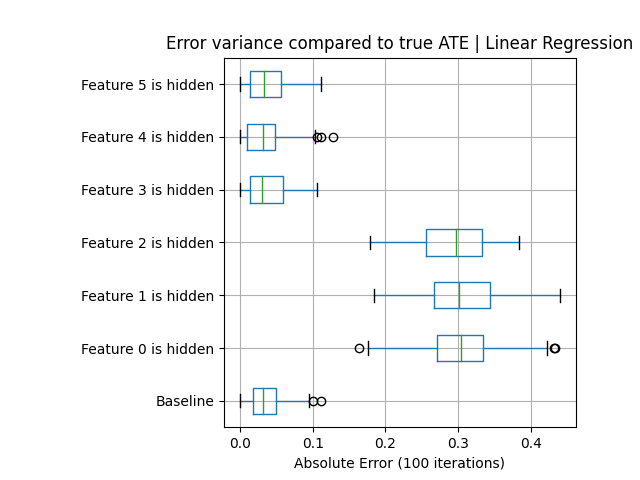 Error variance compared to true ATE | Linear Regression
Feature 5 is hidden
Feature 4 is hidden
Feature 3 is hidden
Feature 2 is hidden
Feature 1 is hidden
Feature 0 is hidden
Baseline
0.0 0.1 0.2 0.3 0.4
Absolute Error (100 iterations)